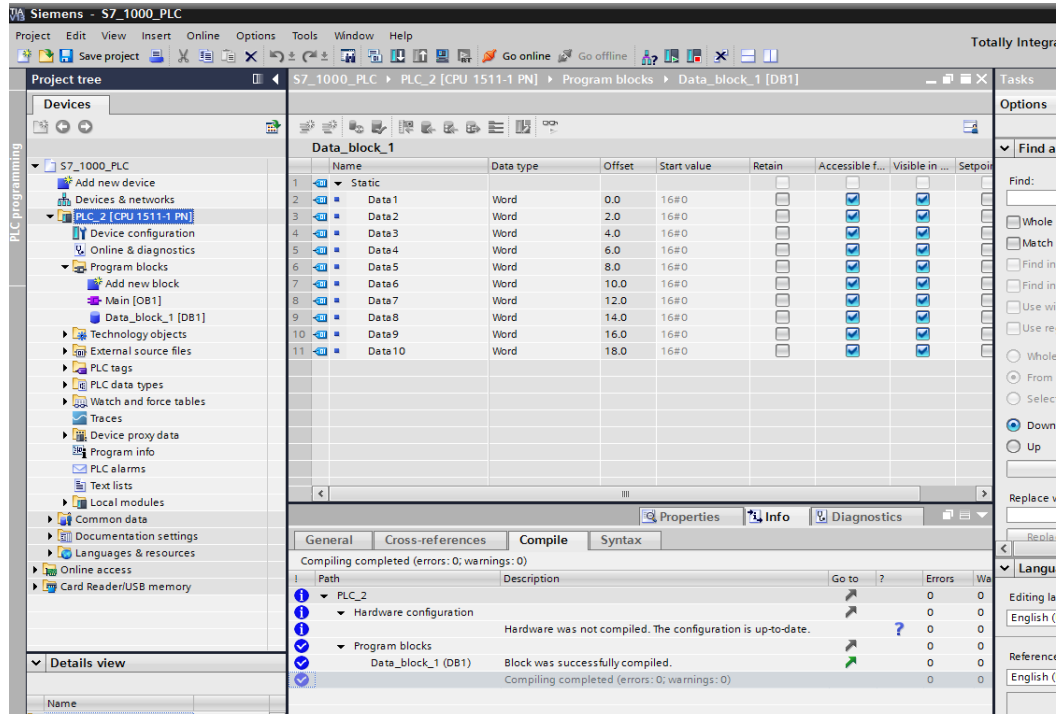 Siemens - S7_1000_PLC
Project Edit View Insert Online Options Tools Window Help
Totally Integra
Save project Go online Go offline
Project tree
S7_1000_PLC PLC_2 [CPU 1511-1 PN] Program blocks Data_block_1 [DB1]
Tasks
Devices
Options
PLC programming
S7_1000_PLC
Add new device
Devices & networks
PLC_2 [CPU 1511-1 PN]
Device configuration
Online & diagnostics
Program blocks
Add new block
Main [OB1]
Data_block_1 [DB1]
Technology objects
External source files
PLC tags
PLC data types
Watch and force tables
Traces
Device proxy data
Program info
PLC alarms
Text lists
Local modules
Common data
Documentation settings
Languages & resources
Online access
Card Reader/USB memory
Details view
Name
Data_block_1
Name Data type Offset Start value Retain Accessible f... Visible in ... Setpoin
1 Static
2 Data1 Word 0.0 16#0
3 Data2 Word 2.0 16#0
4 Data3 Word 4.0 16#0
5 Data4 Word 6.0 16#0
6 Data5 Word 8.0 16#0
7 Data6 Word 10.0 16#0
8 Data7 Word 12.0 16#0
9 Data8 Word 14.0 16#0
10 Data9 Word 16.0 16#0
11 Data10 Word 18.0 16#0
Properties Info Diagnostics
General Cross-references Compile Syntax
Compiling completed (errors: 0; warnings: 0)
! Path Description Go to ? Errors Wa
PLC_2 0 0
Hardware configuration 0 0
Hardware was not compiled. The configuration is up-to-date. ? 0 0
Program blocks 0 0
Data_block_1 (DB1) Block was successfully compiled. 0 0
Compiling completed (errors: 0; warnings: 0) 0 0
Find a
Find:
Whole
Match
Find in
Find in
Use wi
Use re
Whole
From
Selec
Down
Up
Replace w
Repla
Langu
Editing la
English (
Reference
English (